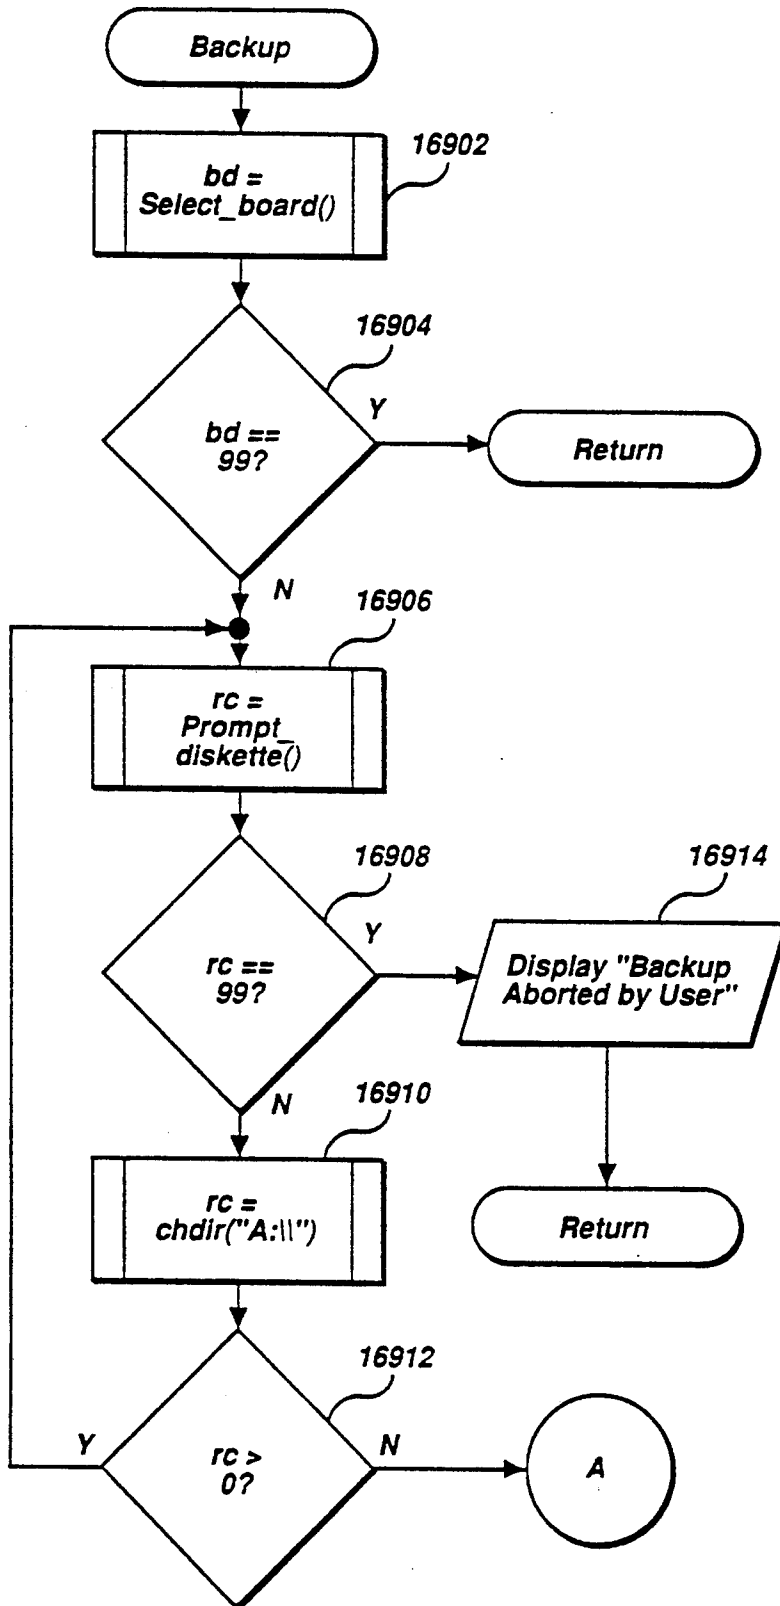 Backup
16902
bd =
Select_board()
16904
Y
bd ==
99?
Return
N
16906
rc =
Prompt_
diskette()
16908
16914
Y
rc ==
99?
Display "Backup
Aborted by User"
N
16910
rc =
chdir("A:\\")
Return
16912
Y
N
rc >
0?
A